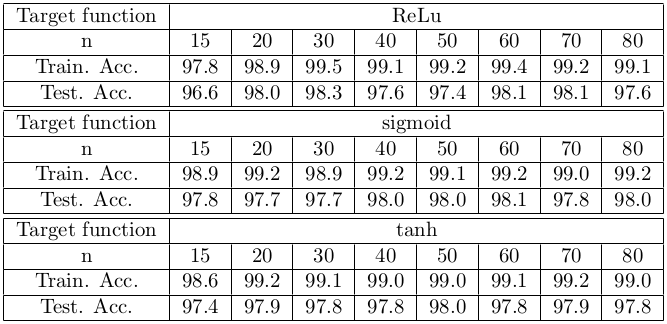 Target function ReLu
n 15 20 30 40 50 60 70 80
Train. Acc. 97.8 98.9 99.5 99.1 99.2 99.4 99.2 99.1
Test. Acc. 96.6 98.0 98.3 97.6 97.4 98.1 98.1 97.6
Target function sigmoid
n 15 20 30 40 50 60 70 80
Train. Acc. 98.9 99.2 98.9 99.2 99.1 99.2 99.0 99.2
Test. Acc. 97.8 97.7 97.7 98.0 98.0 98.1 97.8 98.0
Target function tanh
n 15 20 30 40 50 60 70 80
Train. Acc. 98.6 99.2 99.1 99.0 99.0 99.1 99.2 99.0
Test. Acc. 97.4 97.9 97.8 97.8 98.0 97.8 97.9 97.8